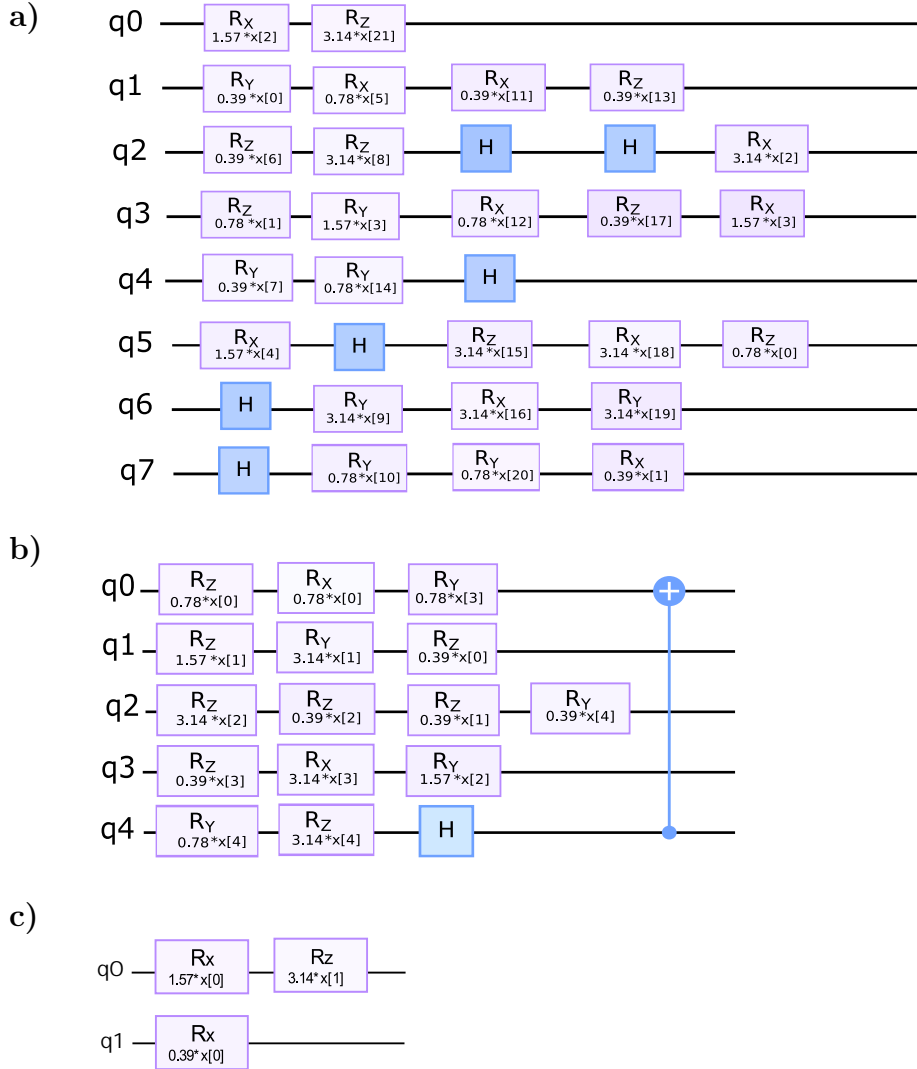 a)
q0 R_X R_Z
1.57*x[2] 3.14*x[21]
q1 R_Y R_X R_X R_Z
0.39*x[0] 0.78*x[5] 0.39*x[11] 0.39*x[13]
q2 R_Z R_Z H H R_X
0.39*x[6] 3.14*x[8] 3.14*x[2]
q3 R_Z R_Y R_X R_Z R_X
0.78*x[1] 1.57*x[3] 0.78*x[12] 0.39*x[17] 1.57*x[3]
q4 R_Y R_Y H
0.39*x[7] 0.78*x[14]
q5 R_X H R_Z R_X R_Z
1.57*x[4] 3.14*x[15] 3.14*x[18] 0.78*x[0]
q6 H R_Y R_X R_Y
3.14*x[9] 3.14*x[16] 3.14*x[19]
q7 H R_Y R_Y R_X
0.78*x[10] 0.78*x[20] 0.39*x[1]
b)
q0 R_Z R_X R_Y
0.78*x[0] 0.78*x[0] 0.78*x[3]
q1 R_Z R_Y R_Z
1.57*x[1] 3.14*x[1] 0.39*x[0]
q2 R_Z R_Z R_Z R_Y
3.14*x[2] 0.39*x[2] 0.39*x[1] 0.39*x[4]
q3 R_Z R_X R_Y
0.39*x[3] 3.14*x[3] 1.57*x[2]
q4 R_Y R_Z H
0.78*x[4] 3.14*x[4]
c)
q0 Rx Rz
1.57*x[0] 3.14*x[1]
q1 Rx
0.39*x[0]